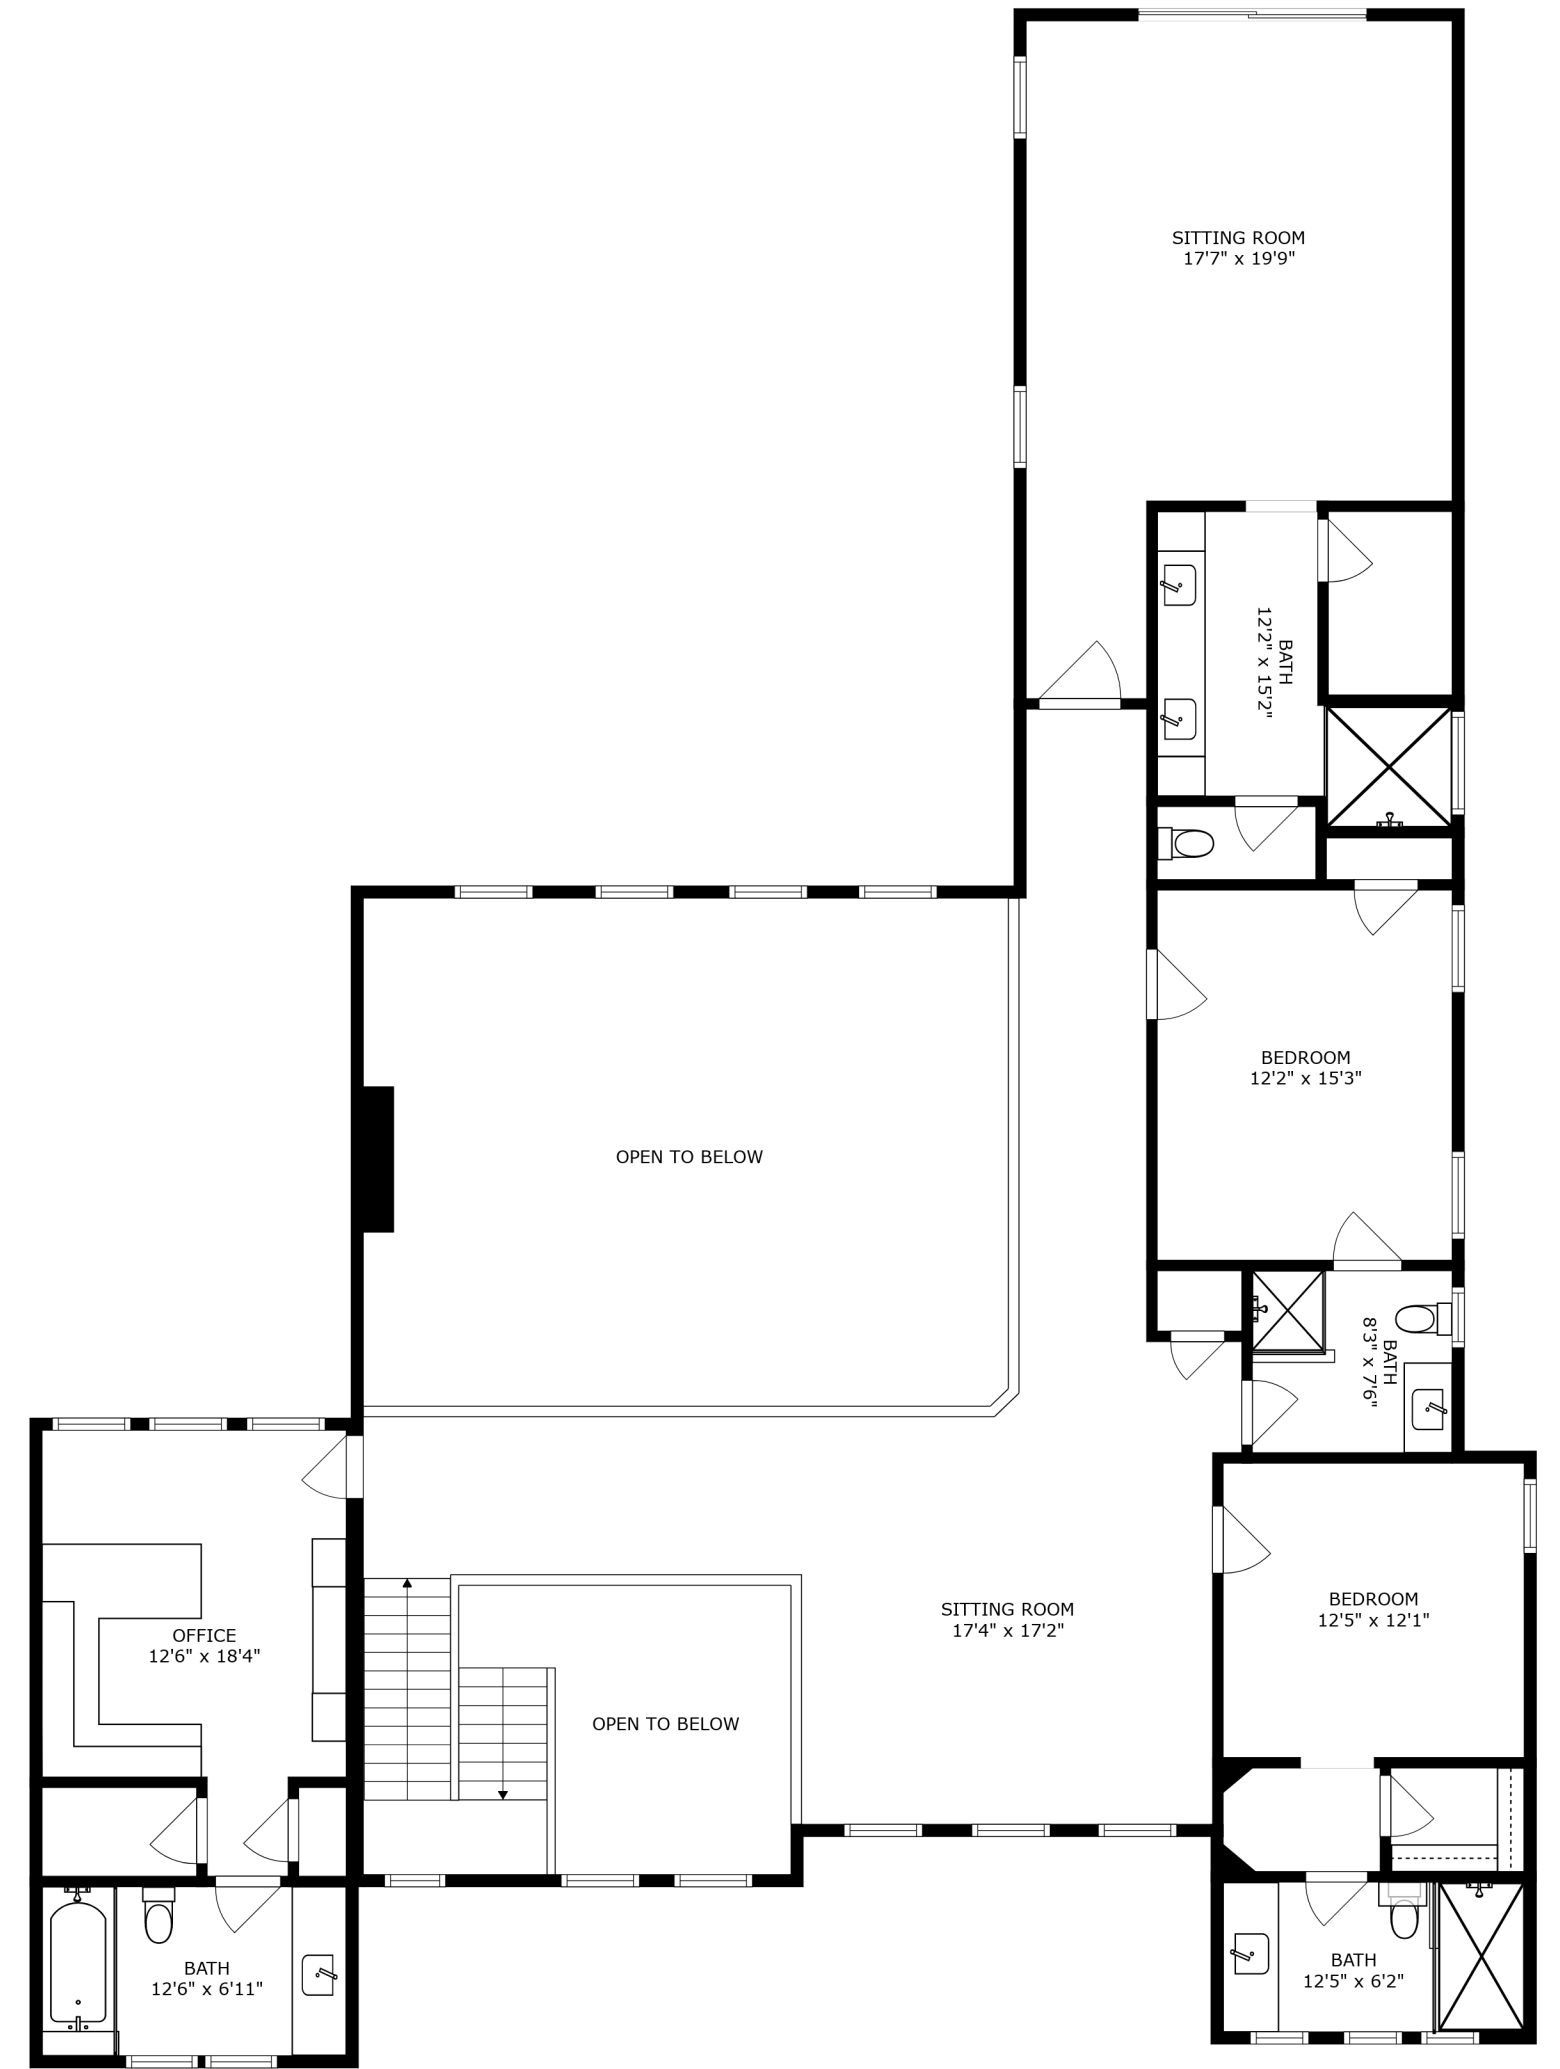 SITTING ROOM
17'7" x 19'9"
BATH
12'2" x 15'2"
BEDROOM
12'2" x 15'3"
OPEN TO BELOW
BATH
8'3" x 7'6"
BEDROOM
12'5" x 12'1"
SITTING ROOM
17'4" x 17'2"
OFFICE
12'6" x 18'4"
OPEN TO BELOW
BATH
12'6" x 6'11"
BATH
12'5" x 6'2"